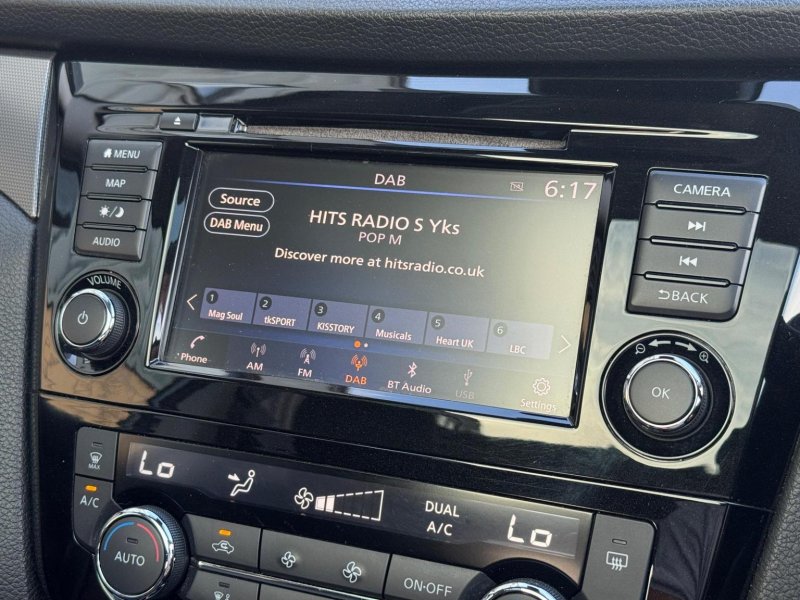 MENU
MAP
AUDIO
VOLUME
DAB
6:17
Source
DAB Menu
HITS RADIO S Yks
POP M
Discover more at hitsradio.co.uk
1 Mag Soul
2 tkSPORT
3 KISSTORY
4 Musicals
5 Heart UK
6 LBC
Phone
AM
FM
DAB
BT Audio
USB
Settings
CAMERA
BACK
OK
MAX
A/C
Lo
DUAL
A/C
Lo
AUTO
ON·OFF